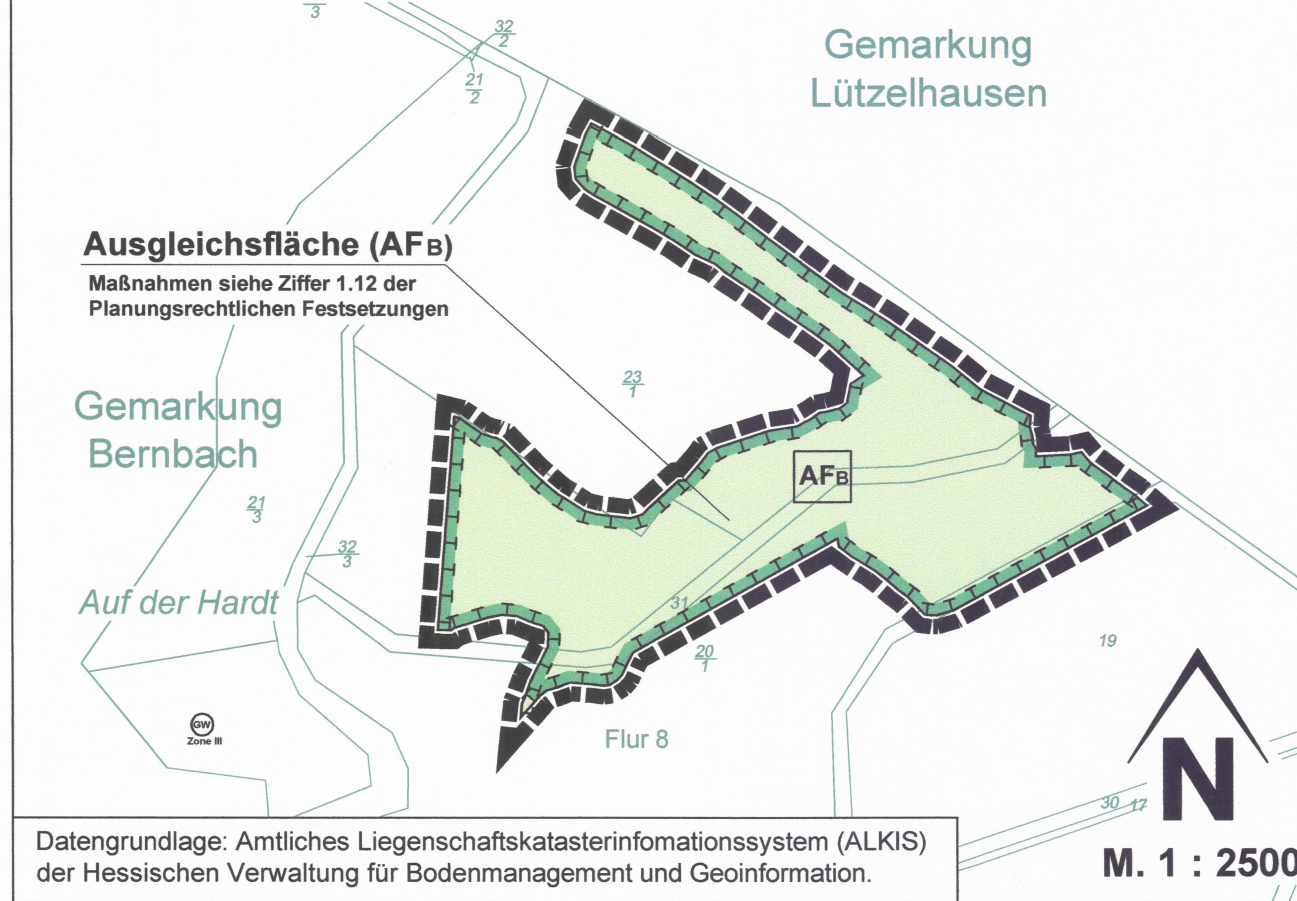 3
32
2
21
2
Gemarkung
Lützelhausen
Ausgleichsfläche (AFB)
Maßnahmen siehe Ziffer 1.12 der
Planungsrechtlichen Festsetzungen
23
1
Gemarkung
Bernbach
AFB
21
3
32
3
Auf der Hardt
31
20
1
19
GW
Zone III
Flur 8
N
30 17
M. 1 : 2500
Datengrundlage: Amtliches Liegenschaftskatasterinfomationssystem (ALKIS)
der Hessischen Verwaltung für Bodenmanagement und Geoinformation.